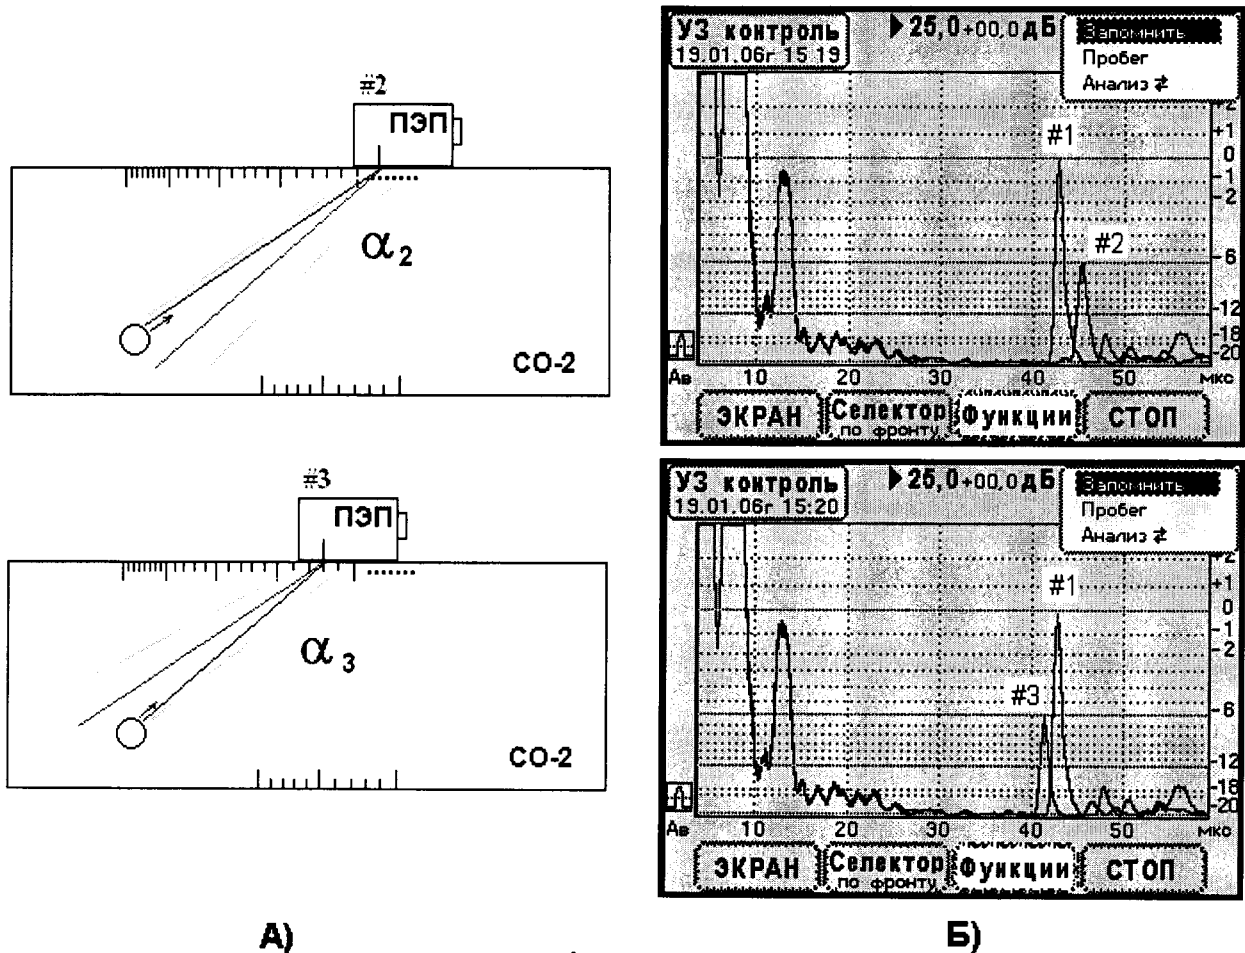 #2
ПЭП
α2
СО-2
УЗ контроль
19.01.06г 15 19
25,0+00,0дБ
Запомнить
Пробег
Анализ ⇄
#1
#2
+2
+1
0
-1
-2
-6
-12
-18
-20
Ав
10 20 30 40 50 мкс
ЭКРАН
Селектор
по фронту
Функции
СТОП
#3
ПЭП
α3
СО-2
УЗ контроль
19.01.06г 15:20
25,0+00,0дБ
Запомнить
Пробег
Анализ ⇄
#1
#3
+2
+1
0
-1
-2
-6
-12
-18
-20
Ав
10 20 30 40 50 мкс
ЭКРАН
Селектор
по фронту
Функции
СТОП
А) Б)